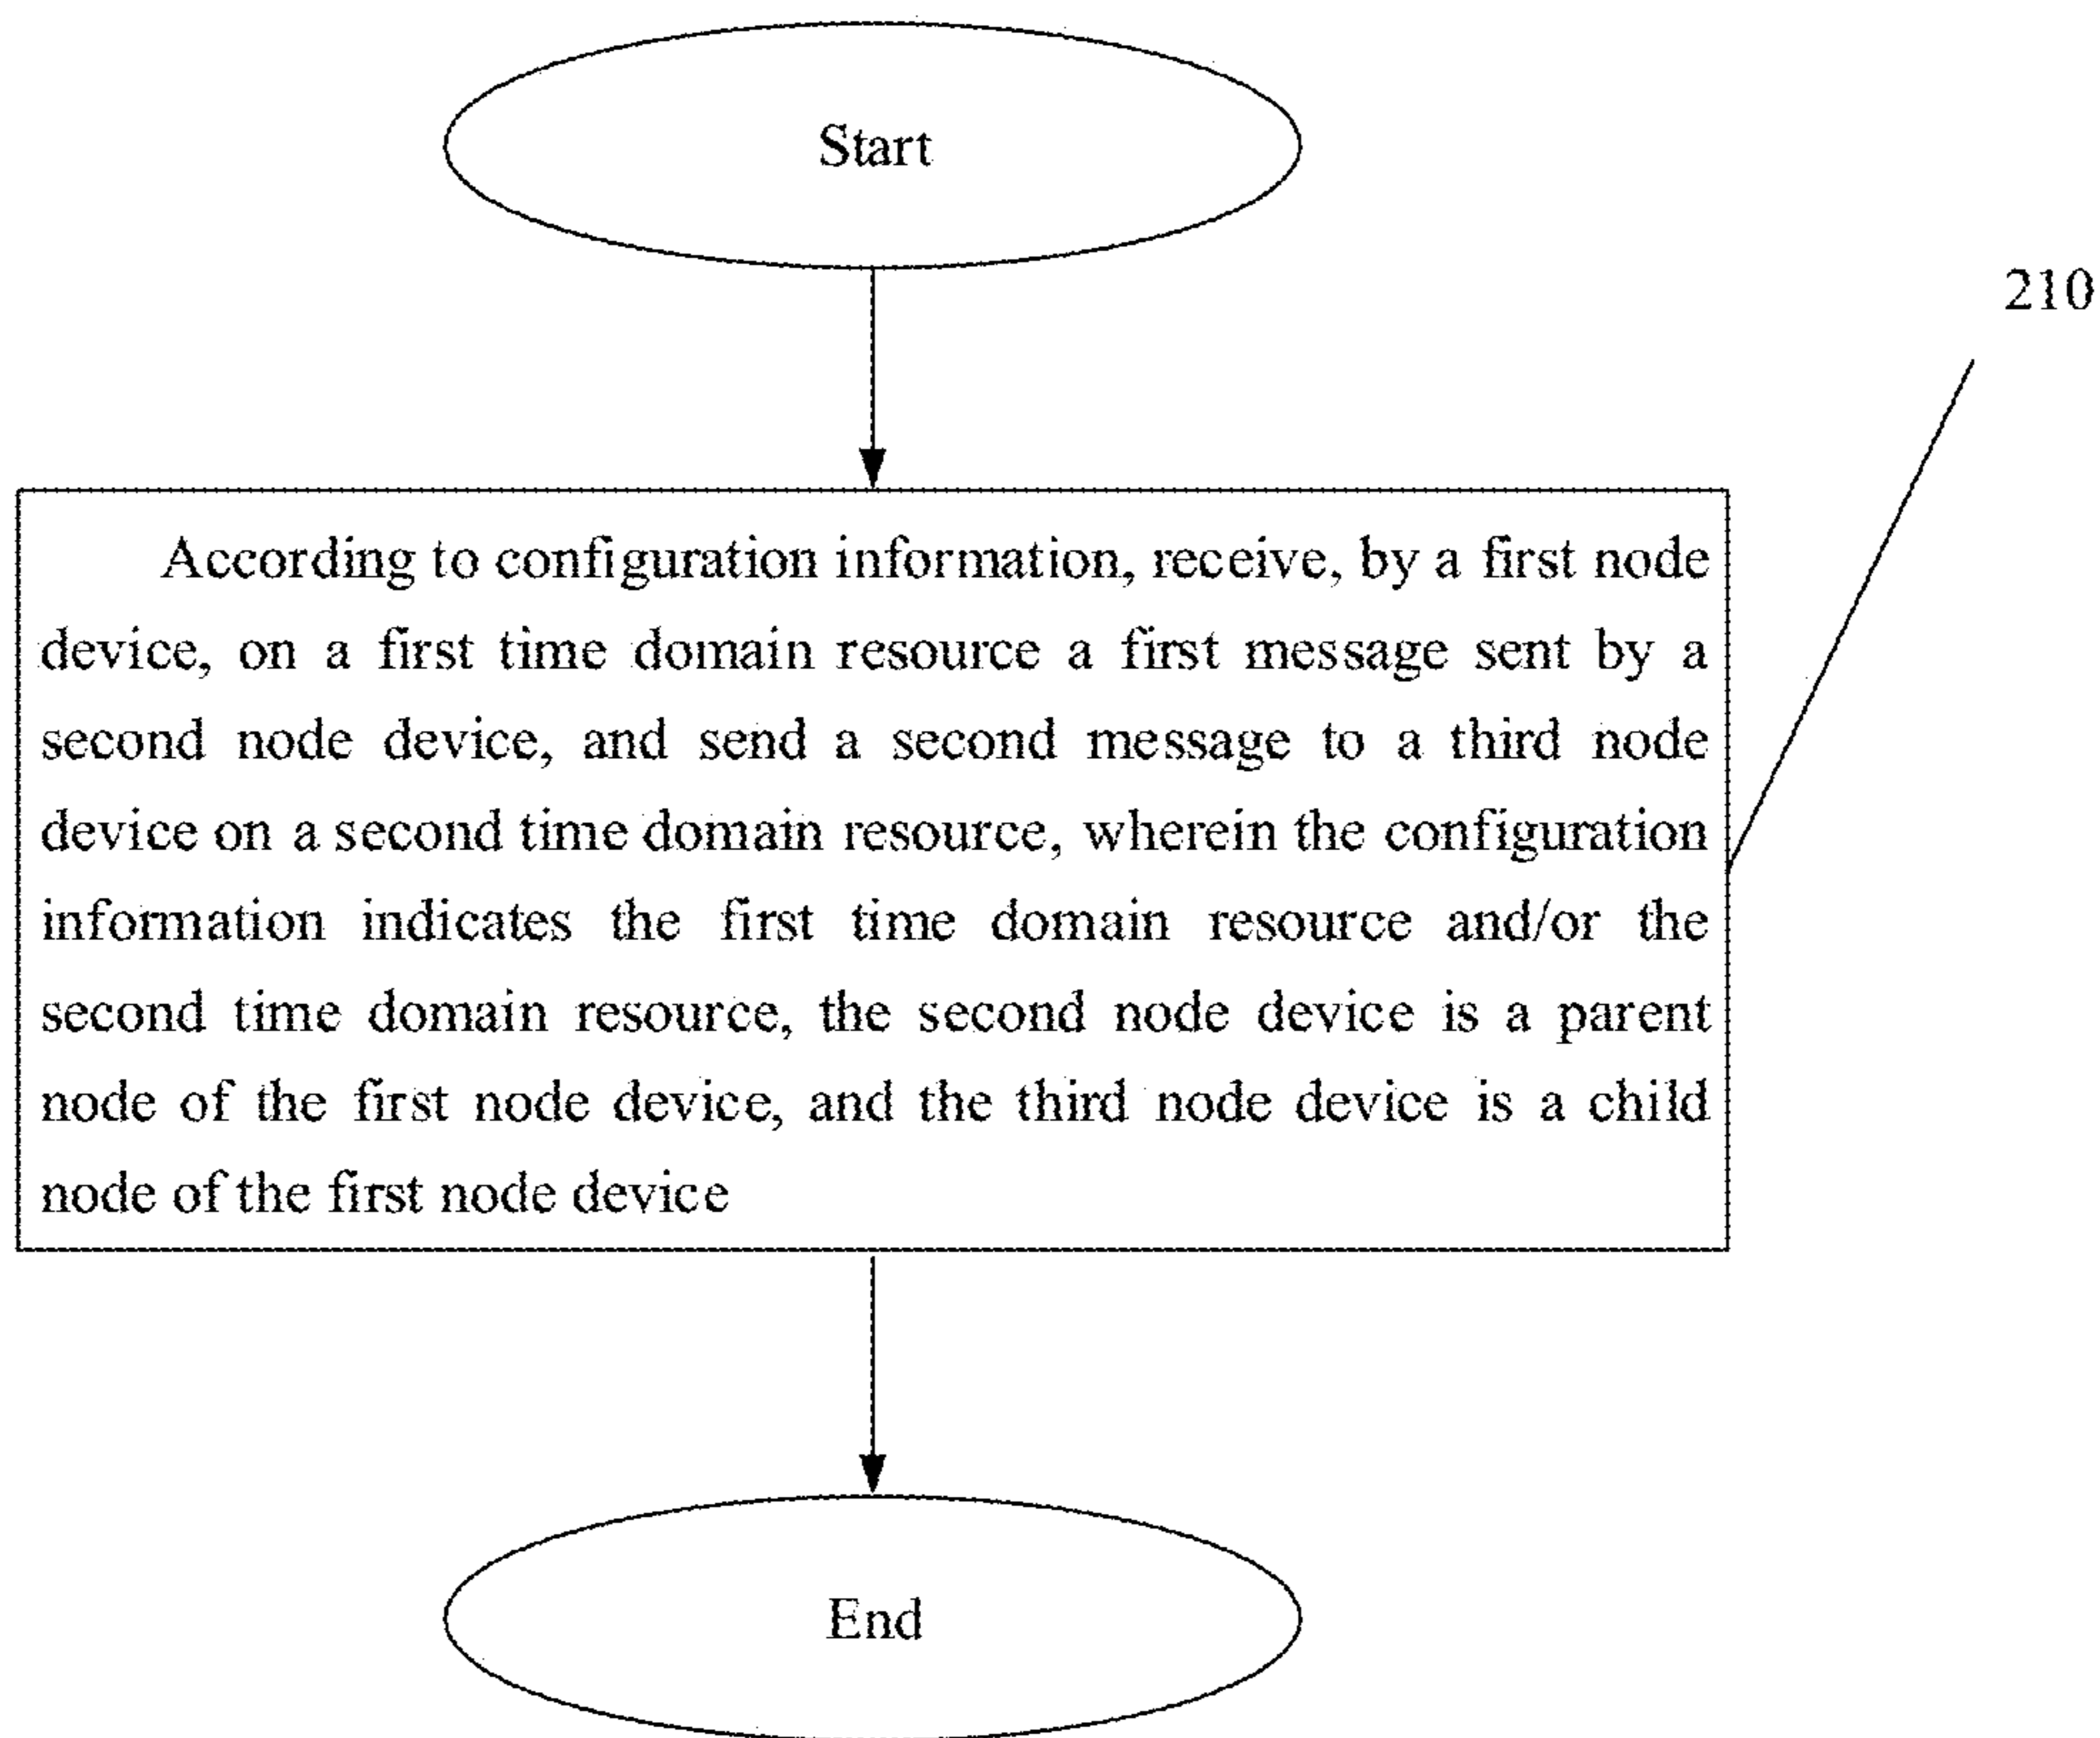 Start
210
According to configuration information, receive, by a first node
device, on a first time domain resource a first message sent by a
second node device, and send a second message to a third node
device on a second time domain resource, wherein the configuration
information indicates the first time domain resource and/or the
second time domain resource, the second node device is a parent
node of the first node device, and the third node device is a child
node of the first node device
End